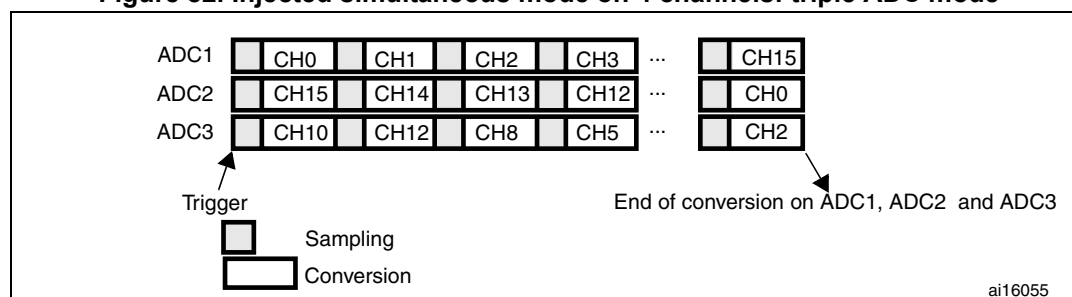 Figure 52. Injected simultaneous mode on 4 channels: triple ADC mode
ADC1 CH0 CH1 CH2 CH3 ... CH15
ADC2 CH15 CH14 CH13 CH12 ... CH0
ADC3 CH10 CH12 CH8 CH5 ... CH2
Trigger
End of conversion on ADC1, ADC2 and ADC3
Sampling
Conversion
ai16055